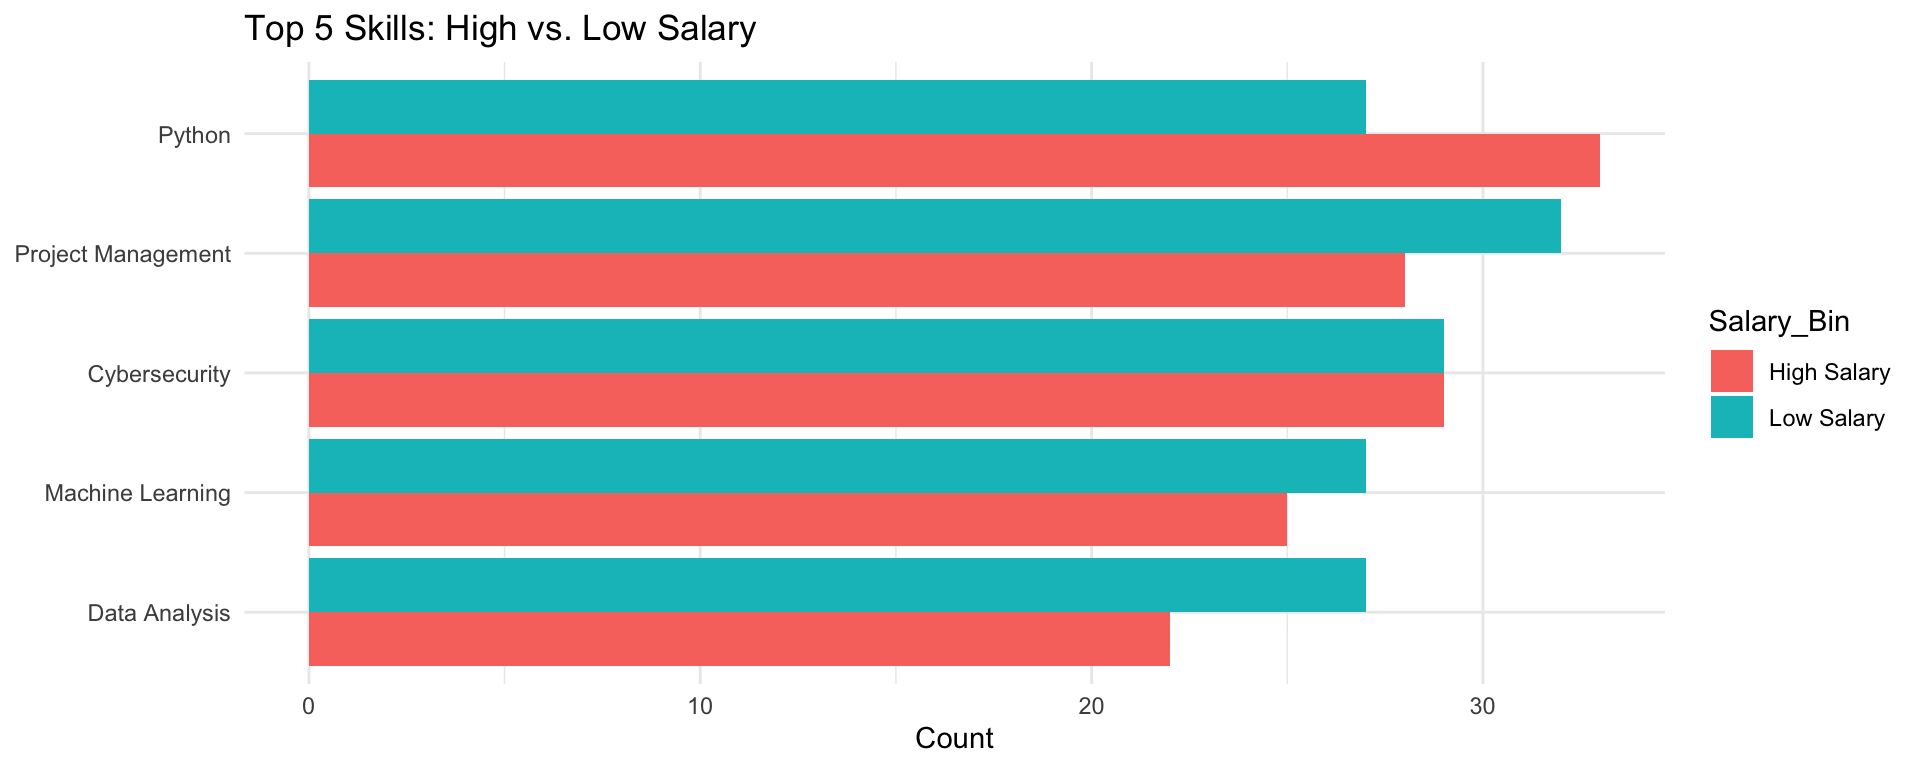 Top 5 Skills: High vs. Low Salary
Python
Project Management
Cybersecurity
Machine Learning
Data Analysis
0 10 20 30
Count
Salary_Bin
High Salary
Low Salary